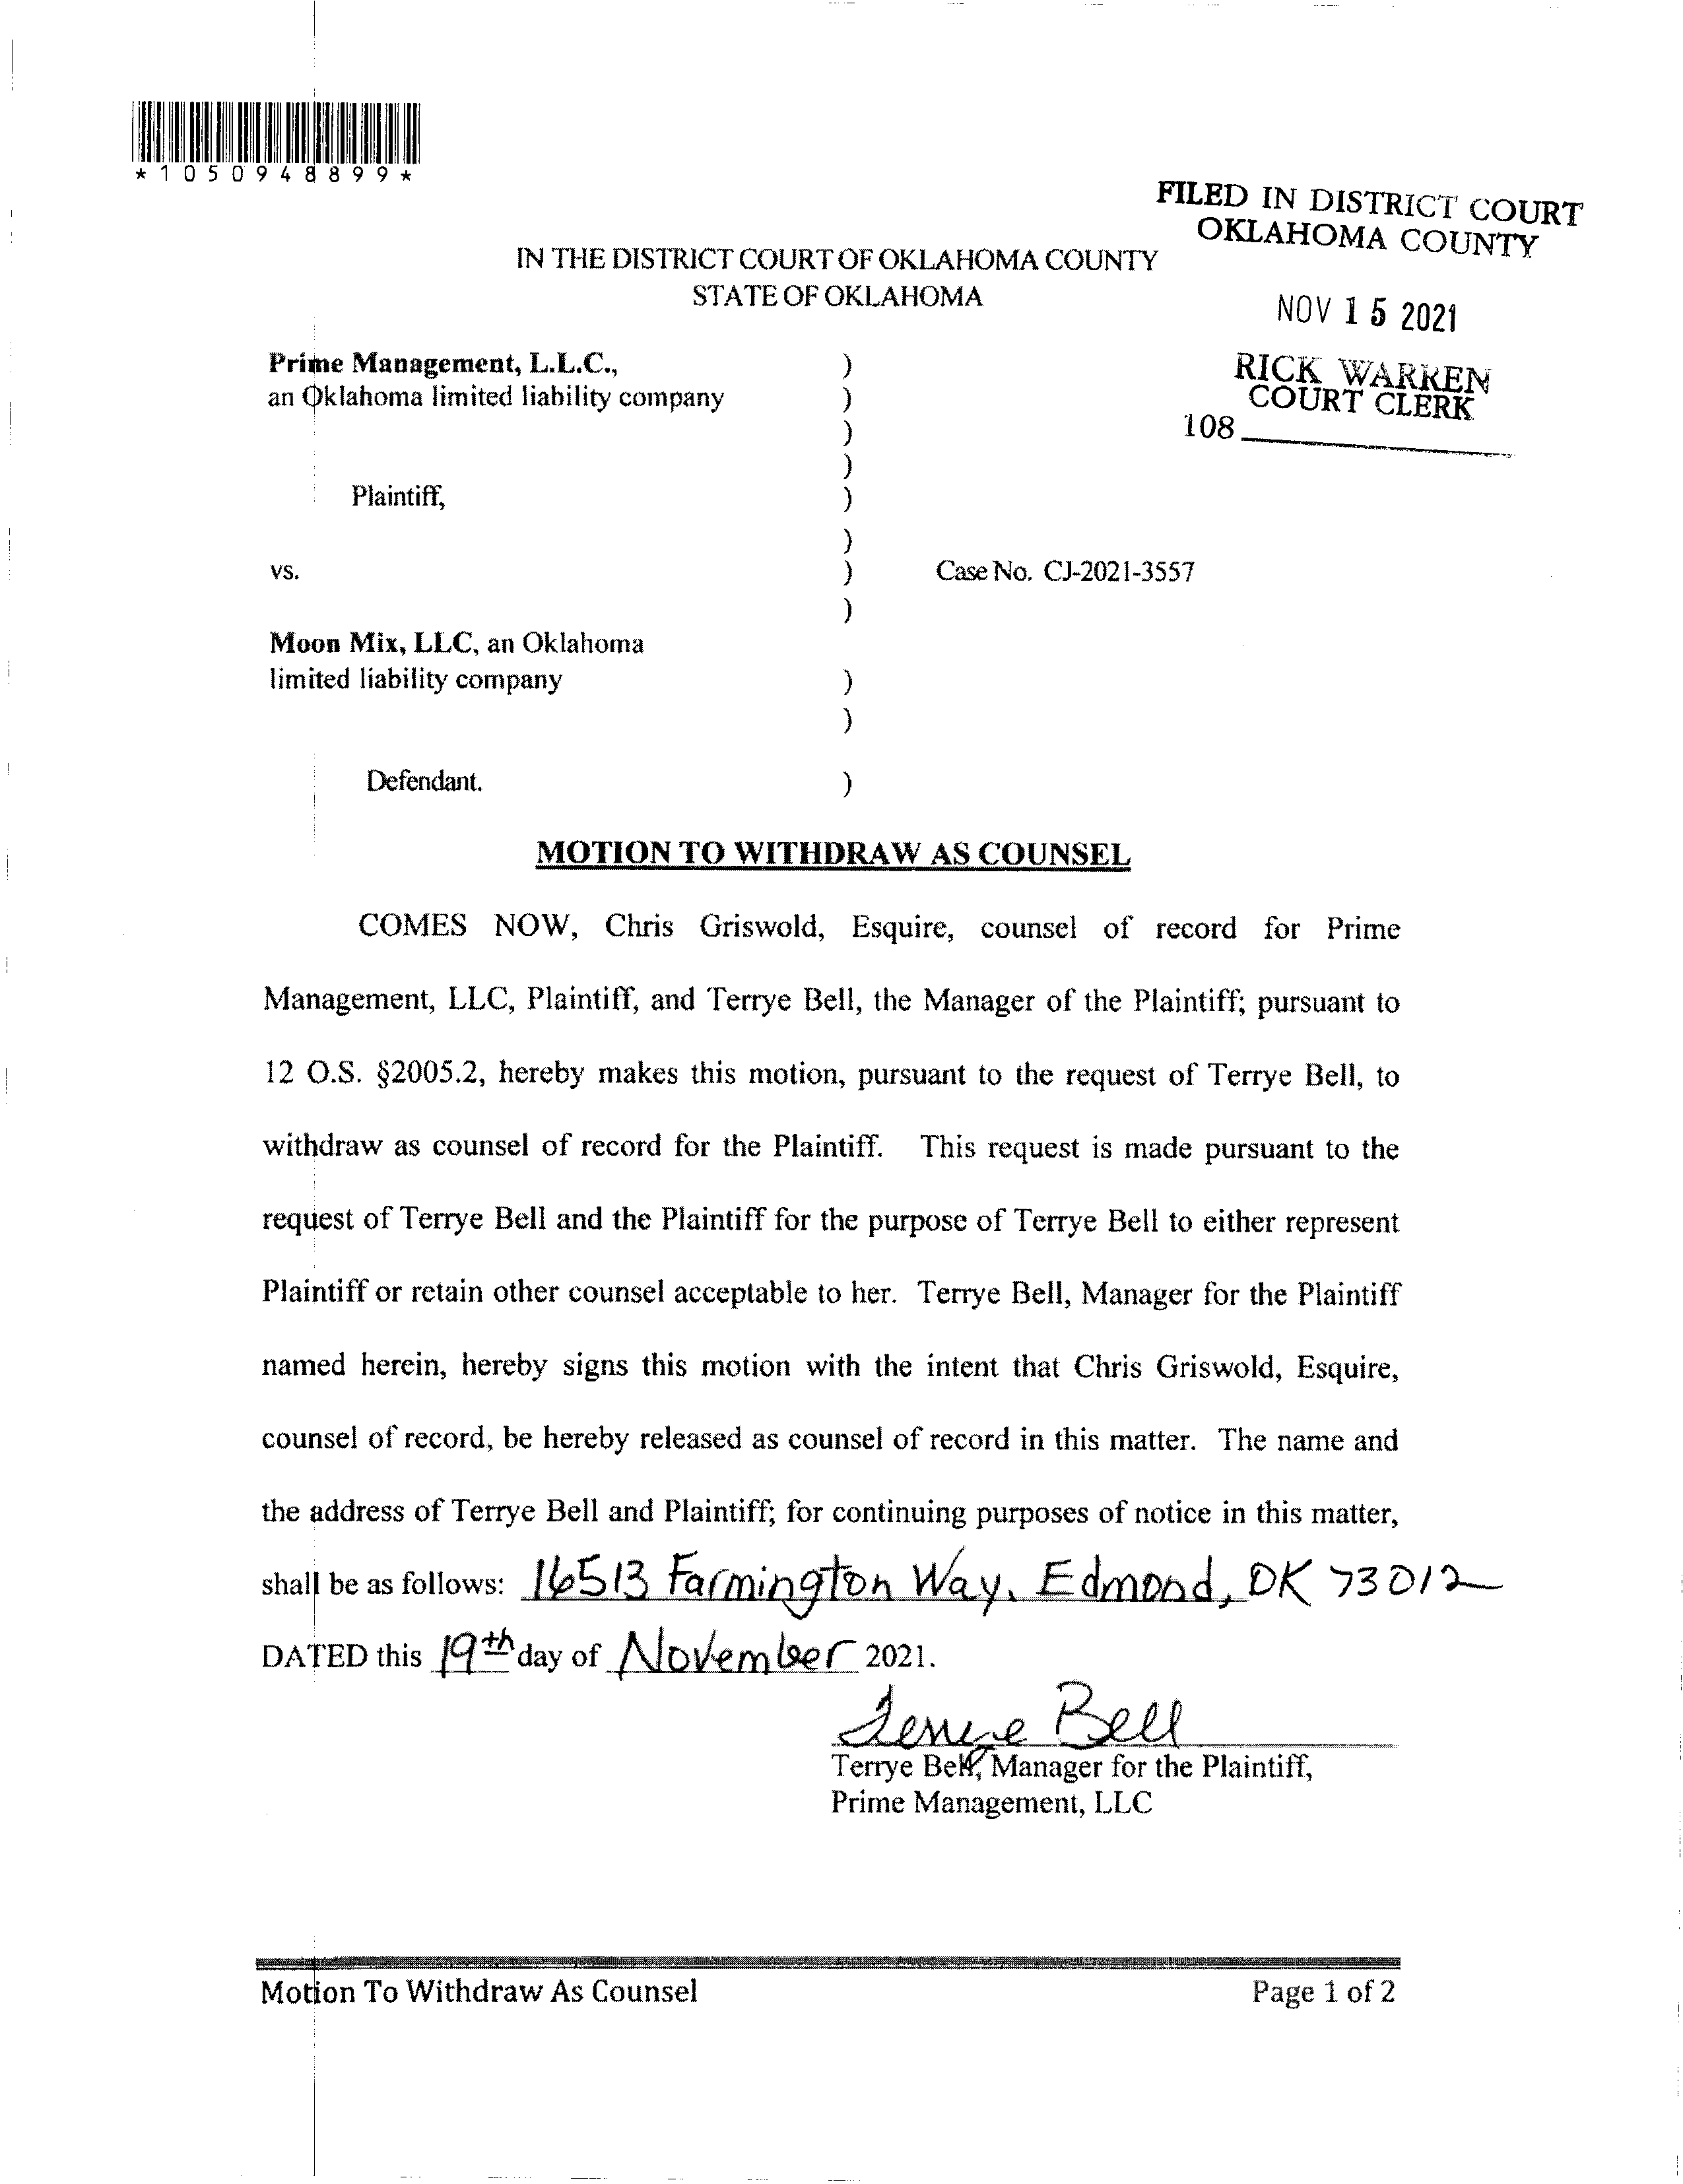 *1050948899*
FILED IN DISTRICT COURT
OKLAHOMA COUNTY
NOV 15 2021
RICK WARREN
COURT CLERK
108
IN THE DISTRICT COURT OF OKLAHOMA COUNTY
STATE OF OKLAHOMA
Prime Management, L.L.C., )
an Oklahoma limited liability company )
)
)
Plaintiff, )
)
vs. ) Case No. CJ-2021-3557
)
Moon Mix, LLC, an Oklahoma
limited liability company )
)
Defendant. )
MOTION TO WITHDRAW AS COUNSEL
COMES NOW, Chris Griswold, Esquire, counsel of record for Prime
Management, LLC, Plaintiff, and Terrye Bell, the Manager of the Plaintiff; pursuant to
12 O.S. §2005.2, hereby makes this motion, pursuant to the request of Terrye Bell, to
withdraw as counsel of record for the Plaintiff. This request is made pursuant to the
request of Terrye Bell and the Plaintiff for the purpose of Terrye Bell to either represent
Plaintiff or retain other counsel acceptable to her. Terrye Bell, Manager for the Plaintiff
named herein, hereby signs this motion with the intent that Chris Griswold, Esquire,
counsel of record, be hereby released as counsel of record in this matter. The name and
the address of Terrye Bell and Plaintiff; for continuing purposes of notice in this matter,
shall be as follows: 16513 Farmington Way, Edmond, OK 73012
DATED this 19th day of November 2021.
Terrye Bell
Terrye Bell, Manager for the Plaintiff,
Prime Management, LLC
Motion To Withdraw As Counsel Page 1 of 2